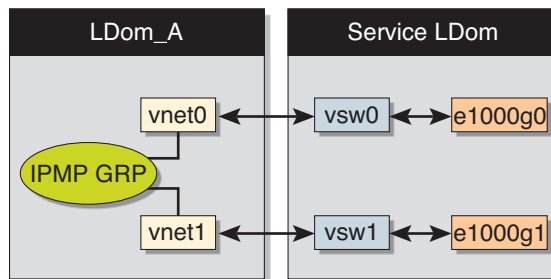 LDom_A
Service LDom
vnet0
vsw0
e1000g0
IPMP GRP
vnet1
vsw1
e1000g1